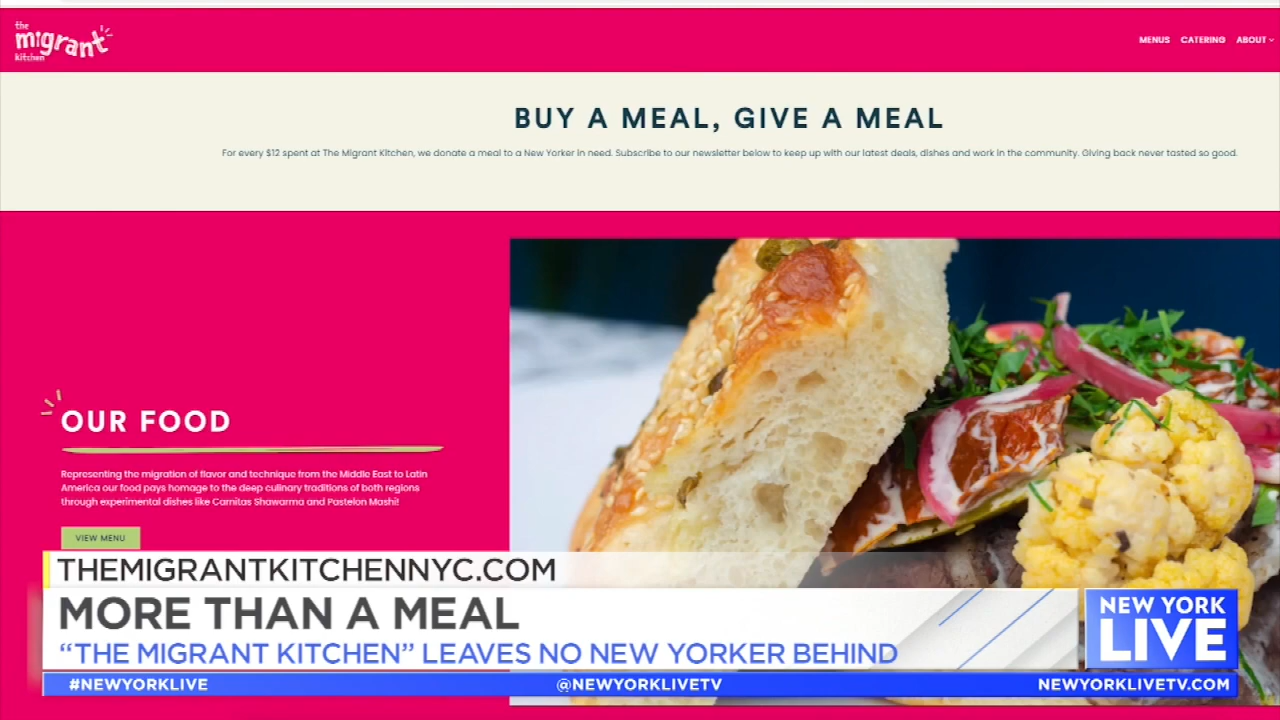 the
migrant
kitchen
MENUS CATERING ABOUT
BUY A MEAL, GIVE A MEAL
For every $12 spent at The Migrant Kitchen, we donate a meal to a New Yorker in need. Subscribe to our newsletter below to keep up with our latest deals, dishes and work in the community. Giving back never tasted so good.
OUR FOOD
Representing the migration of flavor and technique from the Middle East to Latin
America our food pays homage to the deep culinary traditions of both regions
through experimental dishes like Carnitas Shawarma and Pastelon Mashi!
VIEW MENU
THEMIGRANTKITCHENNYC.COM
MORE THAN A MEAL
“THE MIGRANT KITCHEN” LEAVES NO NEW YORKER BEHIND
NEW YORK
LIVE
#NEWYORKLIVE @NEWYORKLIVETV NEWYORKLIVETV.COM